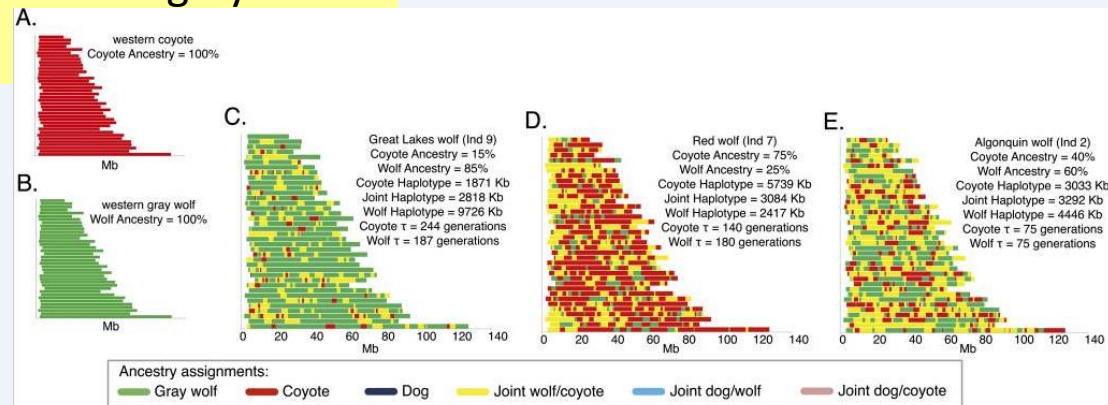 A.
western coyote
Coyote Ancestry = 100%
Mb
B.
western gray wolf
Wolf Ancestry = 100%
Mb
C.
Great Lakes wolf (Ind 9)
Coyote Ancestry = 15%
Wolf Ancestry = 85%
Coyote Haplotype = 1871 Kb
Joint Haplotype = 2818 Kb
Wolf Haplotype = 9726 Kb
Coyote τ = 244 generations
Wolf τ = 187 generations
0 20 40 60 80 100 120 140
Mb
D.
Red wolf (Ind 7)
Coyote Ancestry = 75%
Wolf Ancestry = 25%
Coyote Haplotype = 5739 Kb
Joint Haplotype = 3084 Kb
Wolf Haplotype = 2417 Kb
Coyote τ = 140 generations
Wolf τ = 180 generations
0 20 40 60 80 100 120 140
Mb
E.
Algonquin wolf (Ind 2)
Coyote Ancestry = 40%
Wolf Ancestry = 60%
Coyote Haplotype = 3033 Kb
Joint Haplotype = 3292 Kb
Wolf Haplotype = 4446 Kb
Coyote τ = 75 generations
Wolf τ = 75 generations
0 20 40 60 80 100 120 140
Mb
Ancestry assignments:
Gray wolf Coyote Dog Joint wolf/coyote Joint dog/wolf Joint dog/coyote